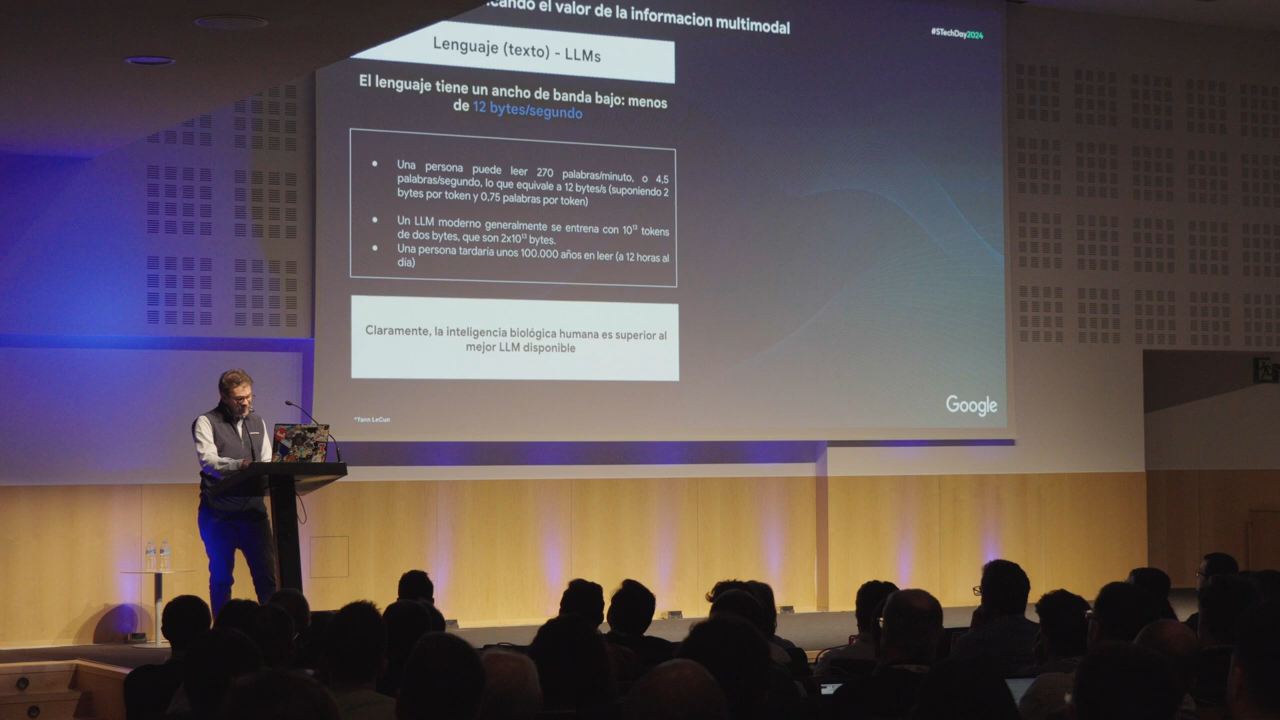 el valor de la informacion multimodal
#STechDay2024
Lenguaje (texto) - LLMs
El lenguaje tiene un ancho de banda bajo: menos
de 12 bytes/segundo
• Una persona puede leer 270 palabras/minuto, o 4,5
palabras/segundo, lo que equivale a 12 bytes/s (suponiendo 2
bytes por token y 0,75 palabras por token)
• Un LLM moderno generalmente se entrena con 10¹³ tokens
de dos bytes, que son 2x10¹³ bytes.
• Una persona tardaría unos 100.000 años en leer (a 12 horas al
día)
Claramente, la inteligencia biológica humana es superior al
mejor LLM disponible
*Yann LeCun
Google